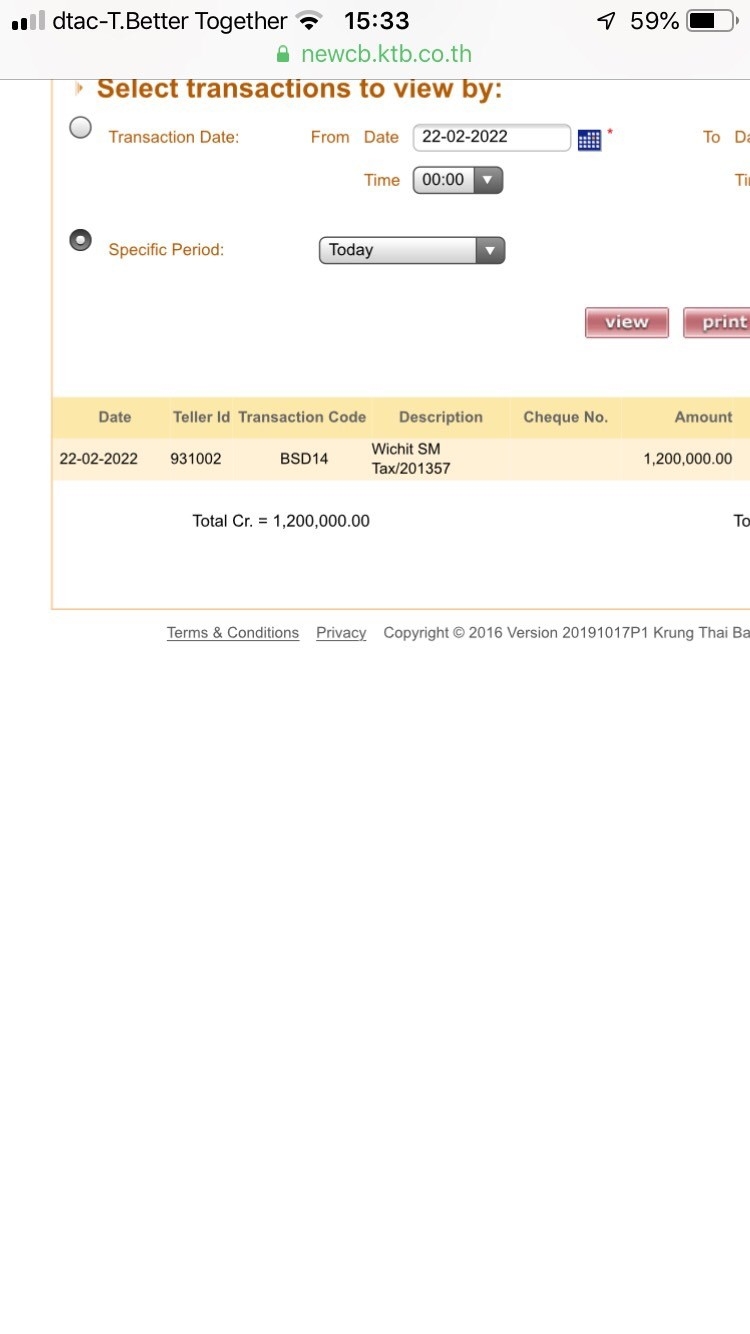 dtac-T.Better Together 15:33 59%
newcb.ktb.co.th
Select transactions to view by:
Transaction Date: From Date 22-02-2022 * To Da
Time 00:00 Ti
Specific Period: Today
view print
Date Teller Id Transaction Code Description Cheque No. Amount
22-02-2022 931002 BSD14 Wichit SM Tax/201357 1,200,000.00
Total Cr. = 1,200,000.00 To
Terms & Conditions Privacy Copyright © 2016 Version 20191017P1 Krung Thai Ba